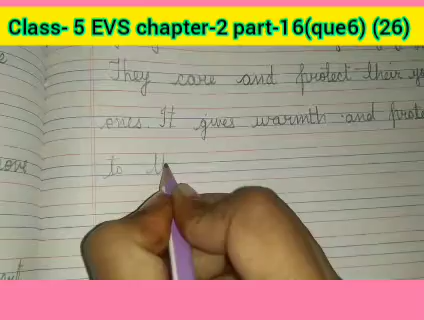 Class- 5 EVS chapter-2 part-16(que6) (26)
They care and protect their
ones. It gives warmth and
to